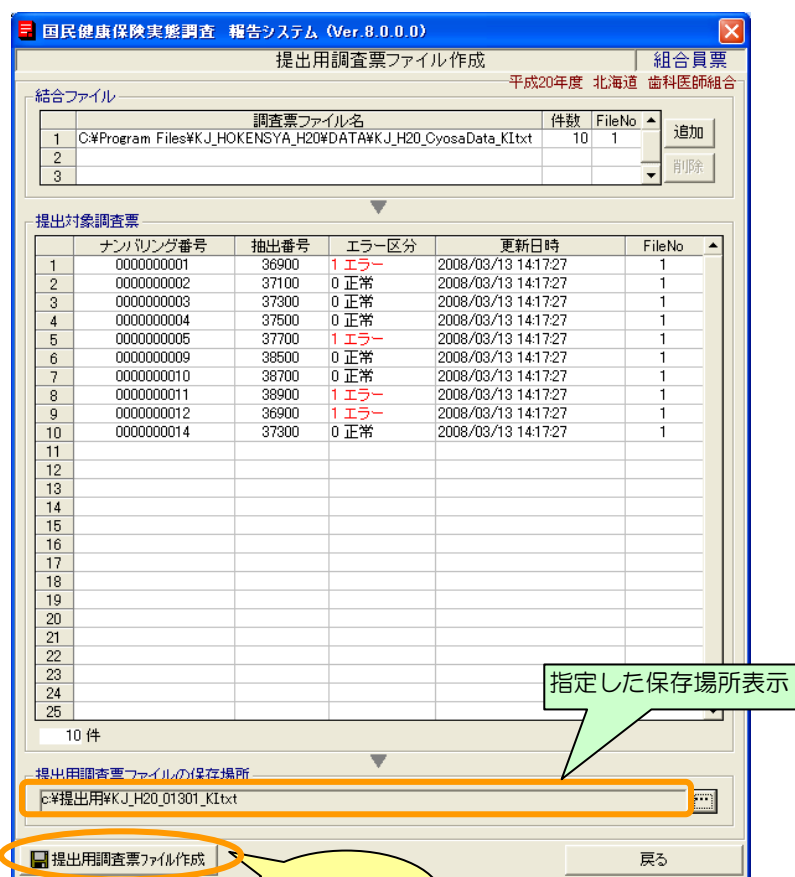 国民健康保険実態調査 報告システム (Ver.8.0.0.0)
提出用調査票ファイル作成 組合員票
平成20年度 北海道 歯科医師組合
結合ファイル
調査票ファイル名 件数 FileNo
1 C:¥Program Files¥KJ_HOKENSYA_H20¥DATA¥KJ_H20_CyosaData_KI.txt 10 1
2
3
追加
削除
提出対象調査票
ナンバリング番号 抽出番号 エラー区分 更新日時 FileNo
1 0000000001 36900 1 エラー 2008/03/13 14:17:27 1
2 0000000002 37100 0 正常 2008/03/13 14:17:27 1
3 0000000003 37300 0 正常 2008/03/13 14:17:27 1
4 0000000004 37500 0 正常 2008/03/13 14:17:27 1
5 0000000005 37700 1 エラー 2008/03/13 14:17:27 1
6 0000000009 38500 0 正常 2008/03/13 14:17:27 1
7 0000000010 38700 0 正常 2008/03/13 14:17:27 1
8 0000000011 38900 1 エラー 2008/03/13 14:17:27 1
9 0000000012 36900 1 エラー 2008/03/13 14:17:27 1
10 0000000014 37300 0 正常 2008/03/13 14:17:27 1
11
12
13
14
15
16
17
18
19
20
21
22
23
24
25
指定した保存場所表示
10 件
提出用調査票ファイルの保存場所
c:¥提出用¥KJ_H20_01301_KI.txt
...
提出用調査票ファイル作成
戻る